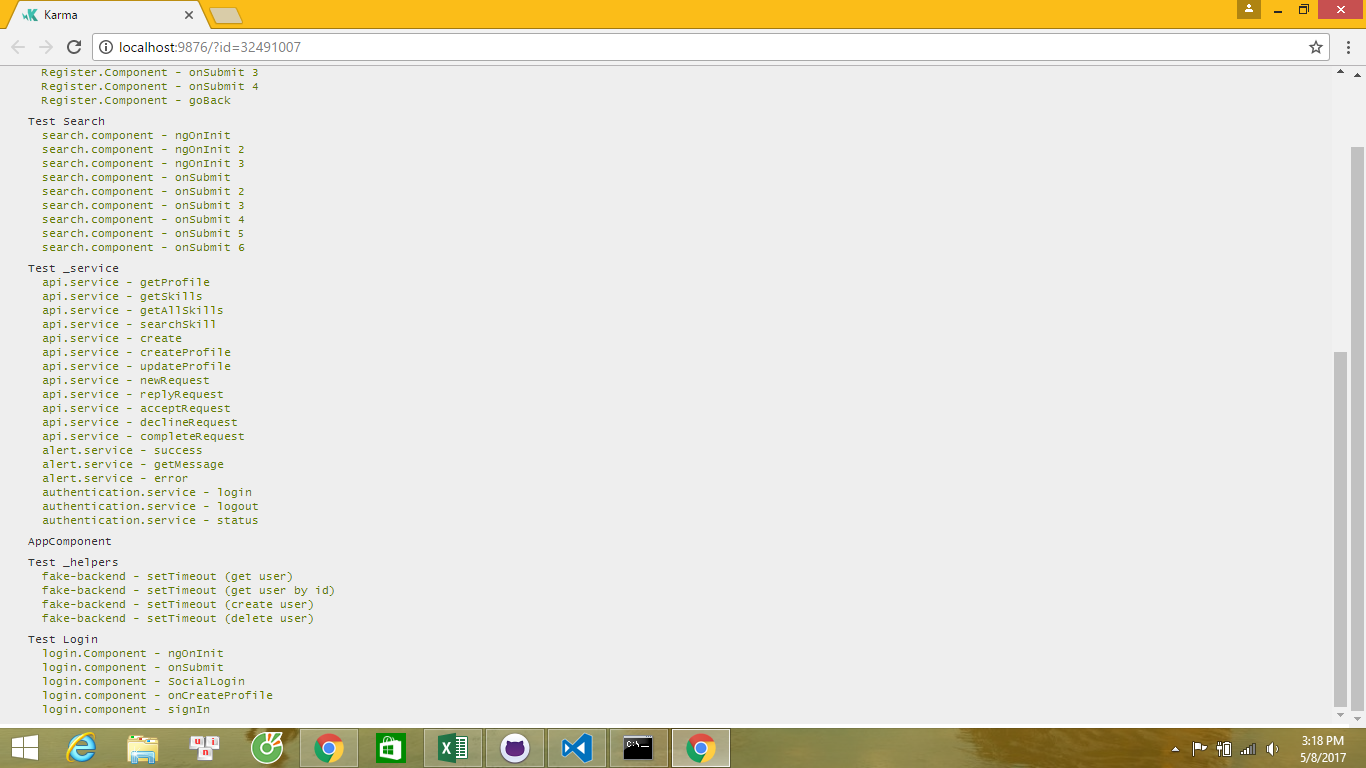 Karma
localhost:9876/?id=32491007
Register.Component - onSubmit 3
Register.Component - onSubmit 4
Register.Component - goBack
Test Search
search.component - ngOnInit
search.component - ngOnInit 2
search.component - ngOnInit 3
search.component - onSubmit
search.component - onSubmit 2
search.component - onSubmit 3
search.component - onSubmit 4
search.component - onSubmit 5
search.component - onSubmit 6
Test _service
api.service - getProfile
api.service - getSkills
api.service - getAllSkills
api.service - searchSkill
api.service - create
api.service - createProfile
api.service - updateProfile
api.service - newRequest
api.service - replyRequest
api.service - acceptRequest
api.service - declineRequest
api.service - completeRequest
alert.service - success
alert.service - getMessage
alert.service - error
authentication.service - login
authentication.service - logout
authentication.service - status
AppComponent
Test _helpers
fake-backend - setTimeout (get user)
fake-backend - setTimeout (get user by id)
fake-backend - setTimeout (create user)
fake-backend - setTimeout (delete user)
Test Login
login.Component - ngOnInit
login.component - onSubmit
login.component - SocialLogin
login.component - onCreateProfile
login.component - signIn
3:18 PM
5/8/2017